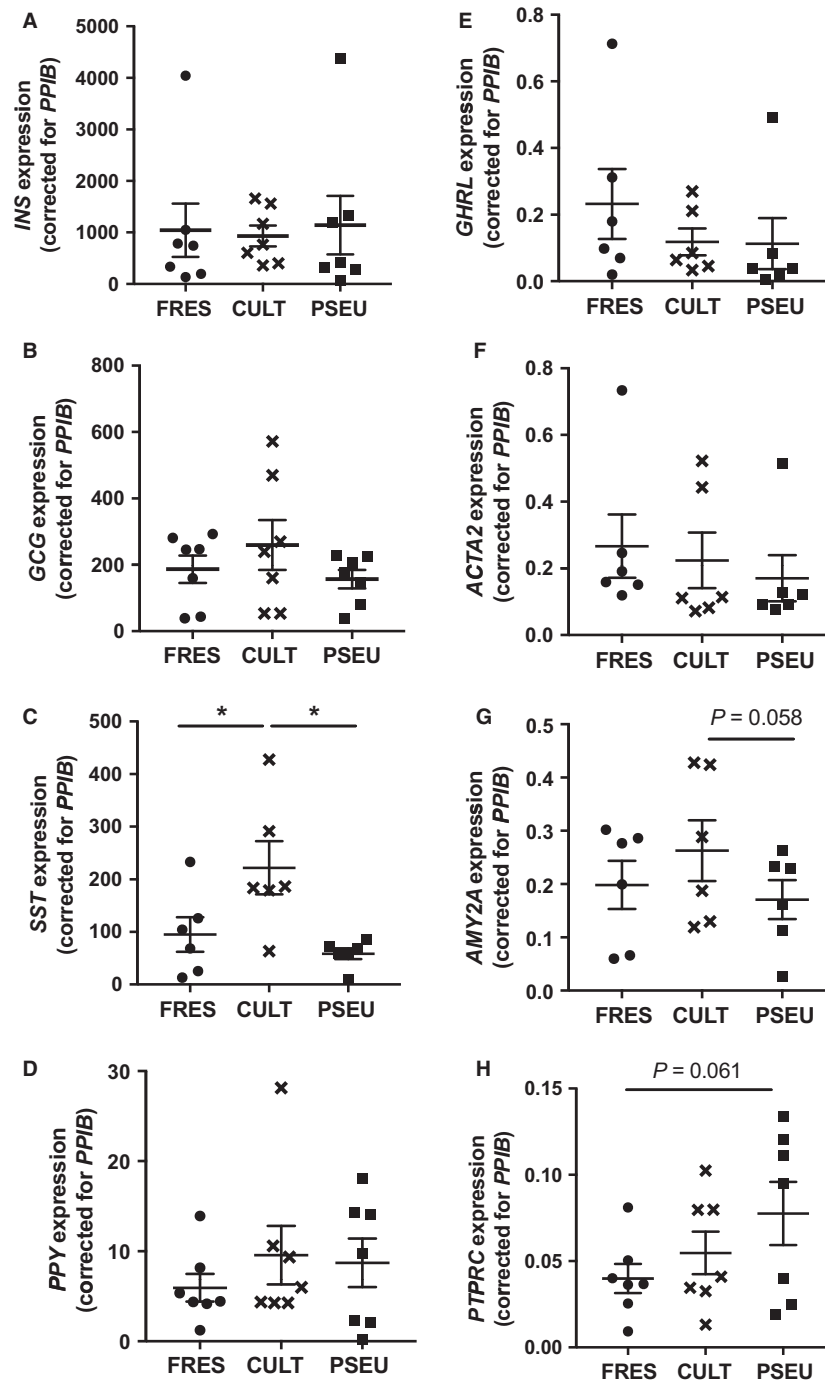 A
INS expression
(corrected for PPIB)
5000
4000
3000
2000
1000
0
FRES CULT PSEU
B
GCG expression
(corrected for PPIB)
800
600
400
200
0
FRES CULT PSEU
C
SST expression
(corrected for PPIB)
500
400
300
200
100
0
* *
FRES CULT PSEU
D
PPY expression
(corrected for PPIB)
30
20
10
0
FRES CULT PSEU
E
GHRL expression
(corrected for PPIB)
0.8
0.6
0.4
0.2
0.0
FRES CULT PSEU
F
ACTA2 expression
(corrected for PPIB)
0.8
0.6
0.4
0.2
0.0
FRES CULT PSEU
G
AMY2A expression
(corrected for PPIB)
P = 0.058
0.5
0.4
0.3
0.2
0.1
0.0
FRES CULT PSEU
H
PTPRC expression
(corrected for PPIB)
P = 0.061
0.15
0.10
0.05
0.00
FRES CULT PSEU